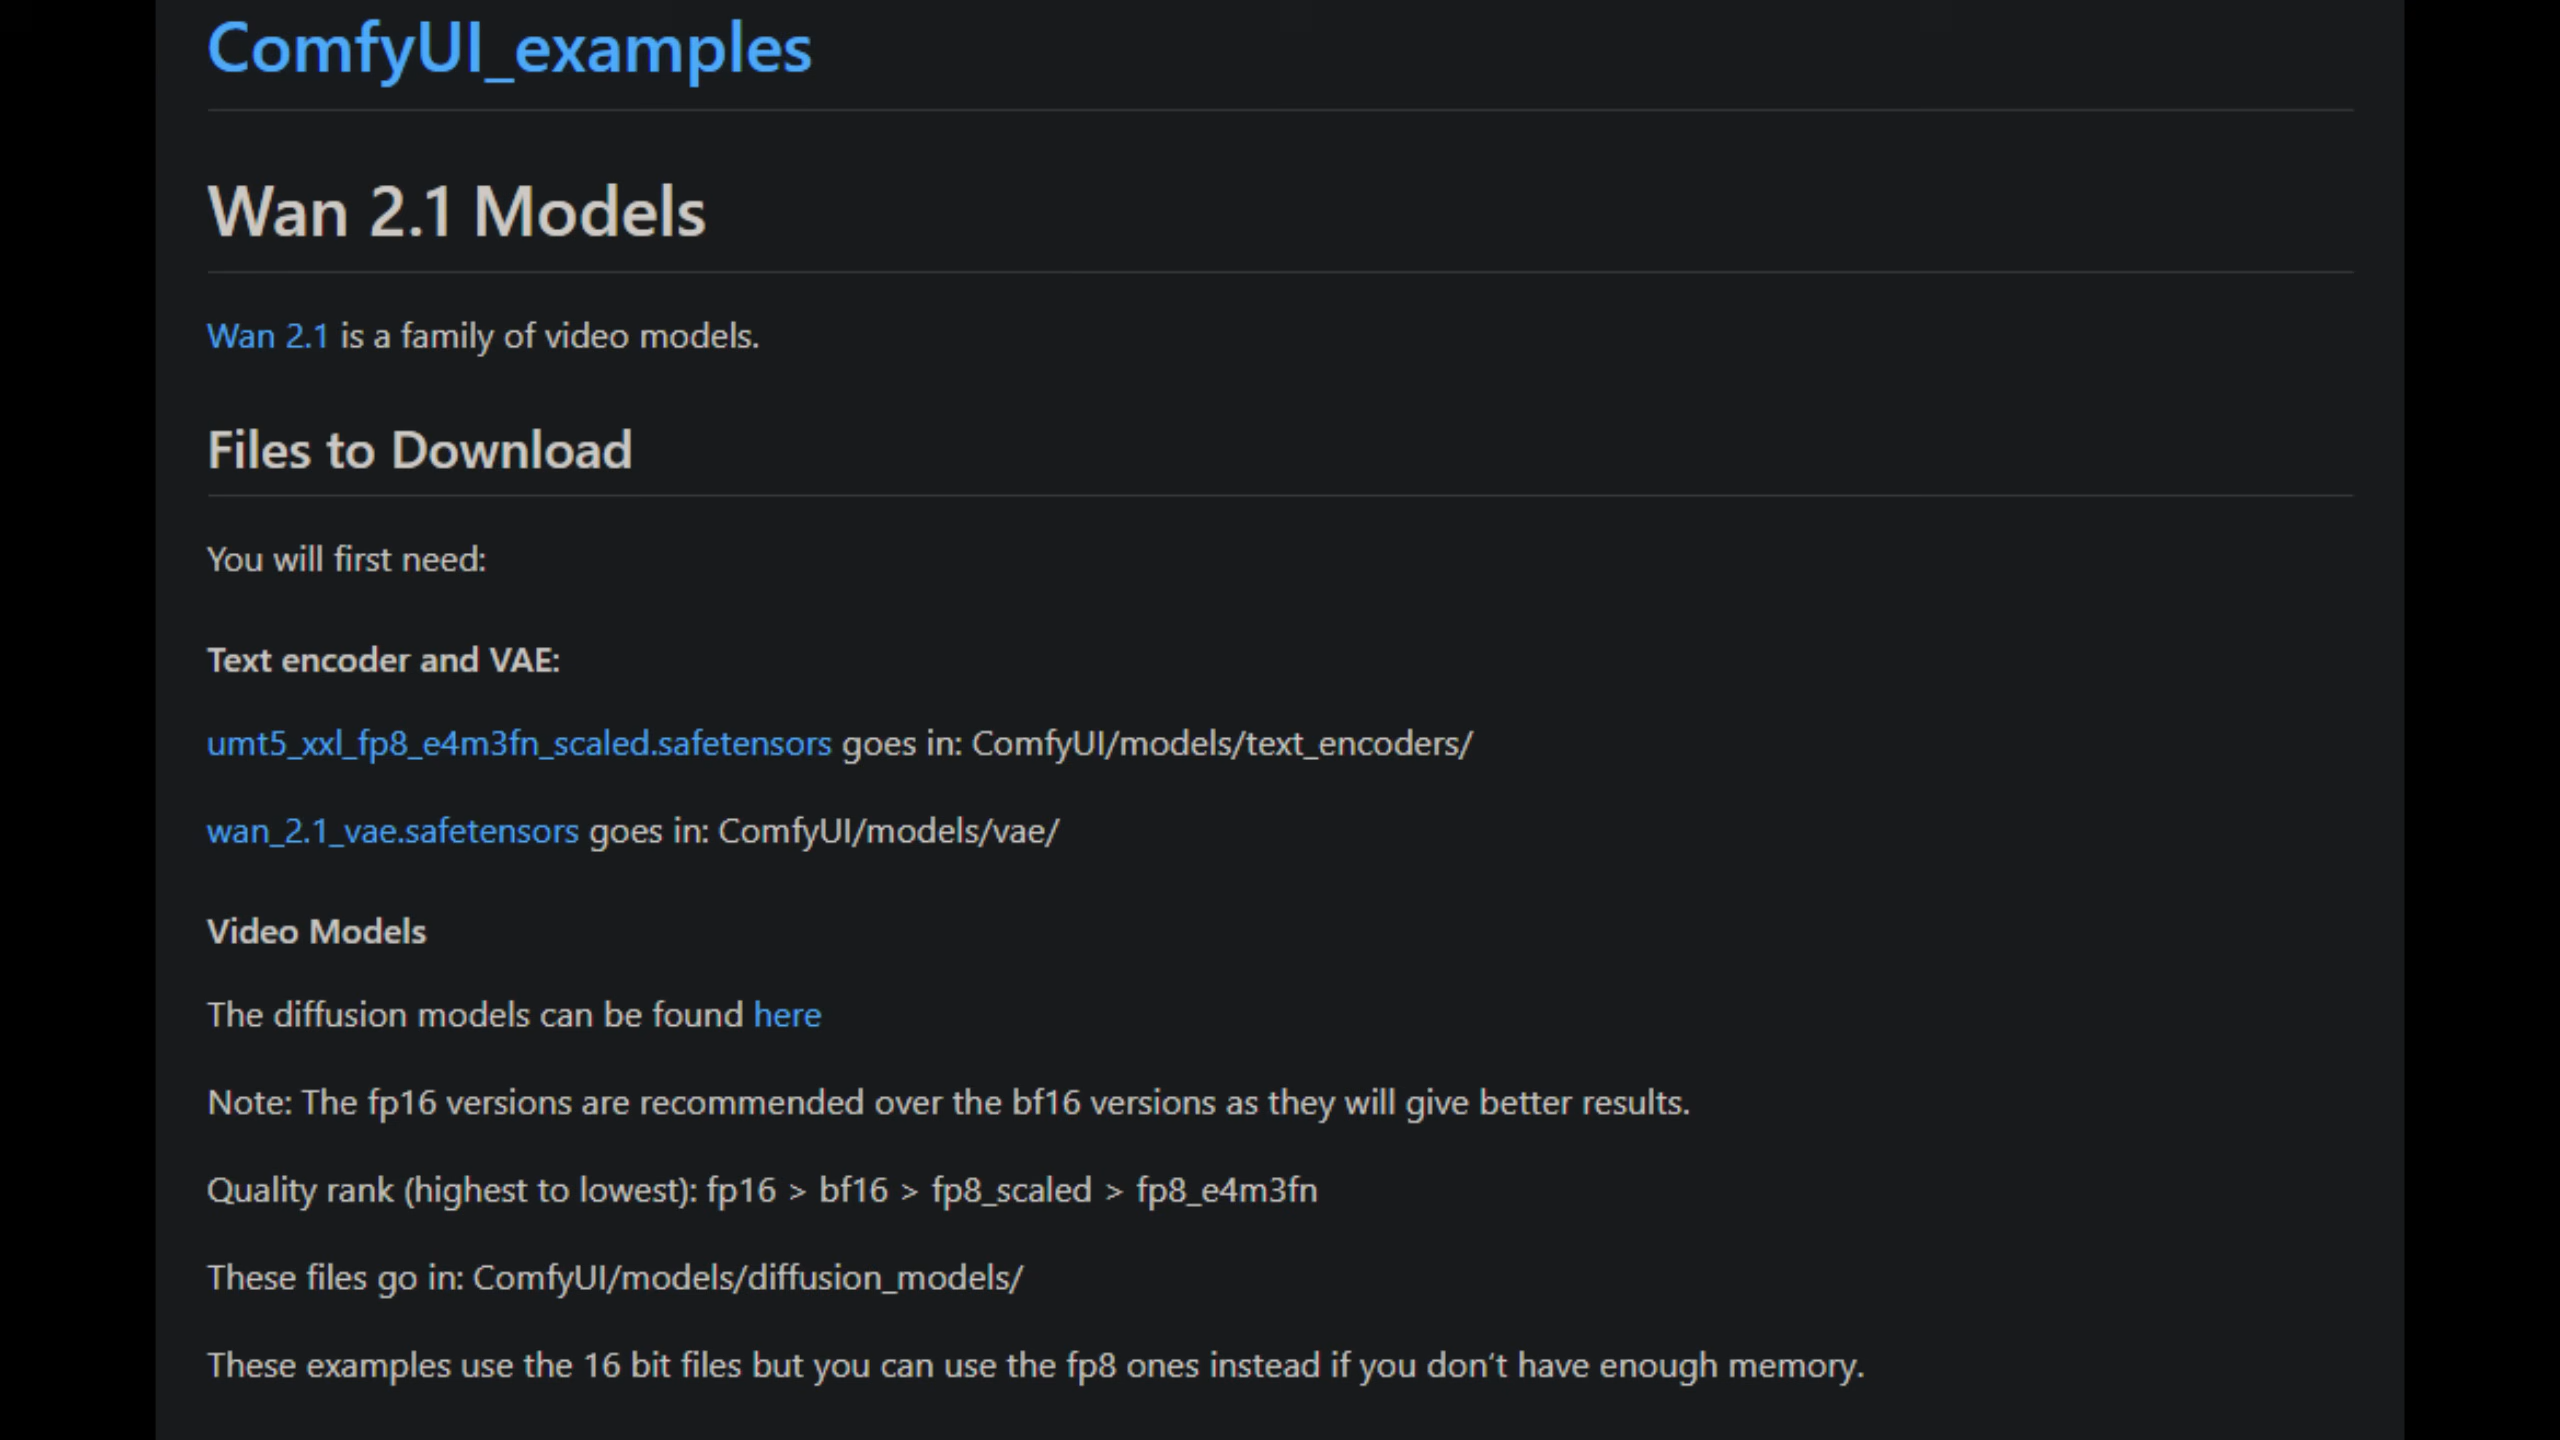 ComfyUI_examples
Wan 2.1 Models
Wan 2.1 is a family of video models.
Files to Download
You will first need:
Text encoder and VAE:
umt5_xxl_fp8_e4m3fn_scaled.safetensors goes in: ComfyUI/models/text_encoders/
wan_2.1_vae.safetensors goes in: ComfyUI/models/vae/
Video Models
The diffusion models can be found here
Note: The fp16 versions are recommended over the bf16 versions as they will give better results.
Quality rank (highest to lowest): fp16 > bf16 > fp8_scaled > fp8_e4m3fn
These files go in: ComfyUI/models/diffusion_models/
These examples use the 16 bit files but you can use the fp8 ones instead if you don’t have enough memory.